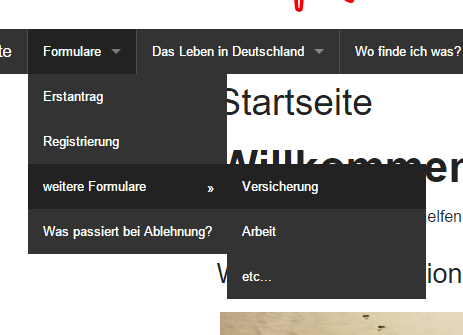 te Formulare Das Leben in Deutschland Wo finde ich was?
Erstantrag
Startseite
Registrierung
Willkommen
weitere Formulare » Versicherung
elfen
Was passiert bei Ablehnung? Arbeit
W ion
etc...